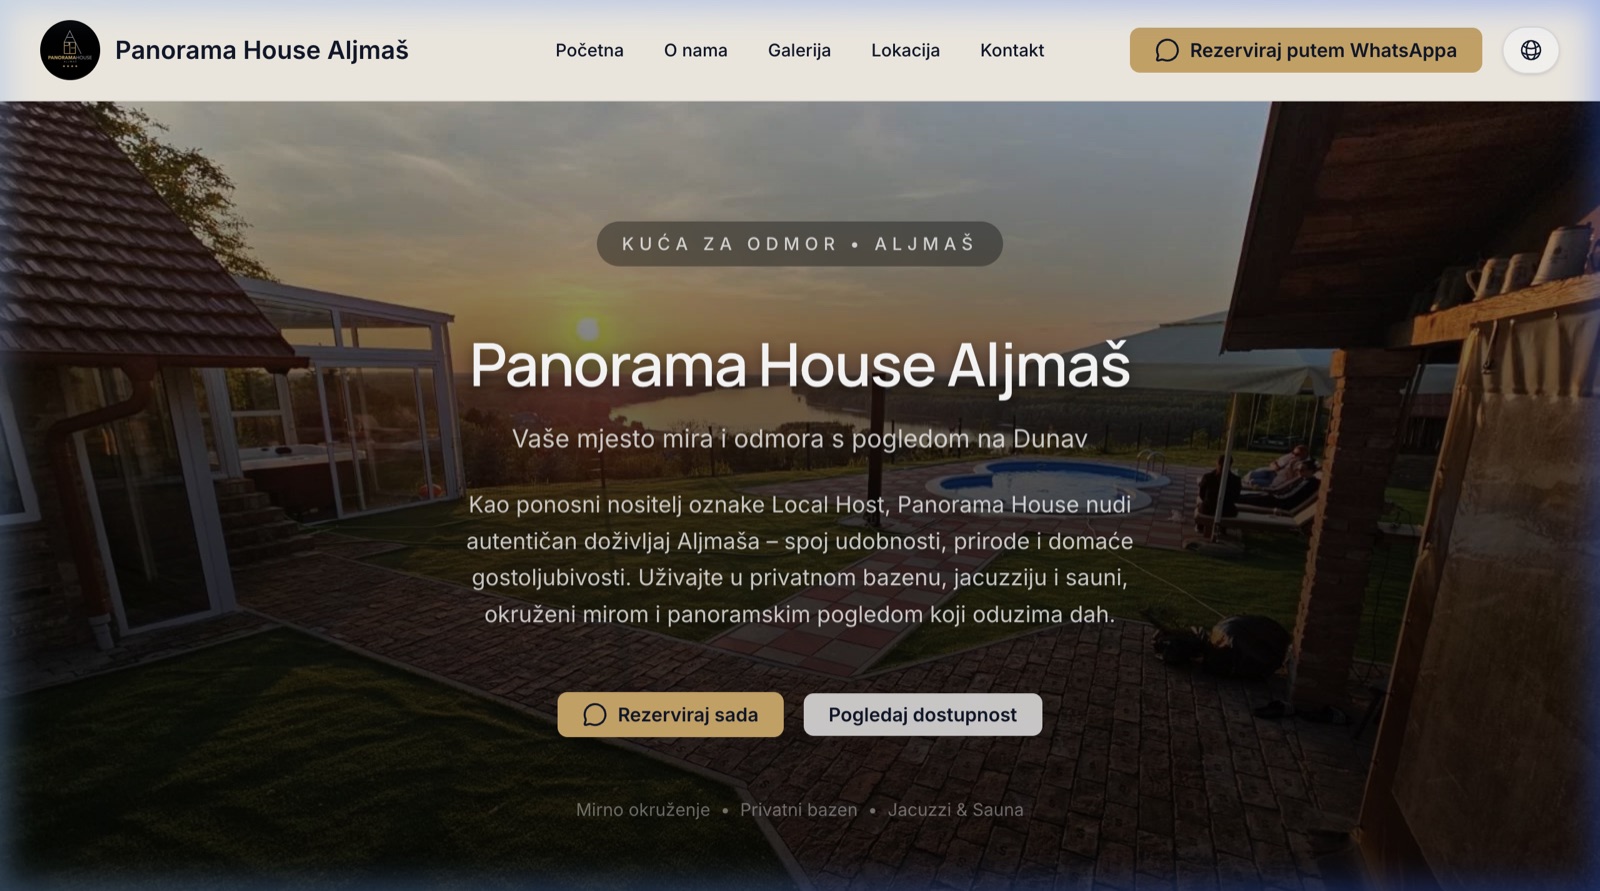 PANORAMAHOUSE
Panorama House Aljmaš
Početna
O nama
Galerija
Lokacija
Kontakt
Rezerviraj putem WhatsAppa
KUĆA ZA ODMOR • ALJMAŠ
Panorama House Aljmaš
Vaše mjesto mira i odmora s pogledom na Dunav
Kao ponosni nositelj oznake Local Host, Panorama House nudi
autentičan doživljaj Aljmaša – spoj udobnosti, prirode i domaće
gostoljubivosti. Uživajte u privatnom bazenu, jacuzziju i sauni,
okruženi mirom i panoramskim pogledom koji oduzima dah.
Rezerviraj sada
Pogledaj dostupnost
Mirno okruženje • Privatni bazen • Jacuzzi & Sauna